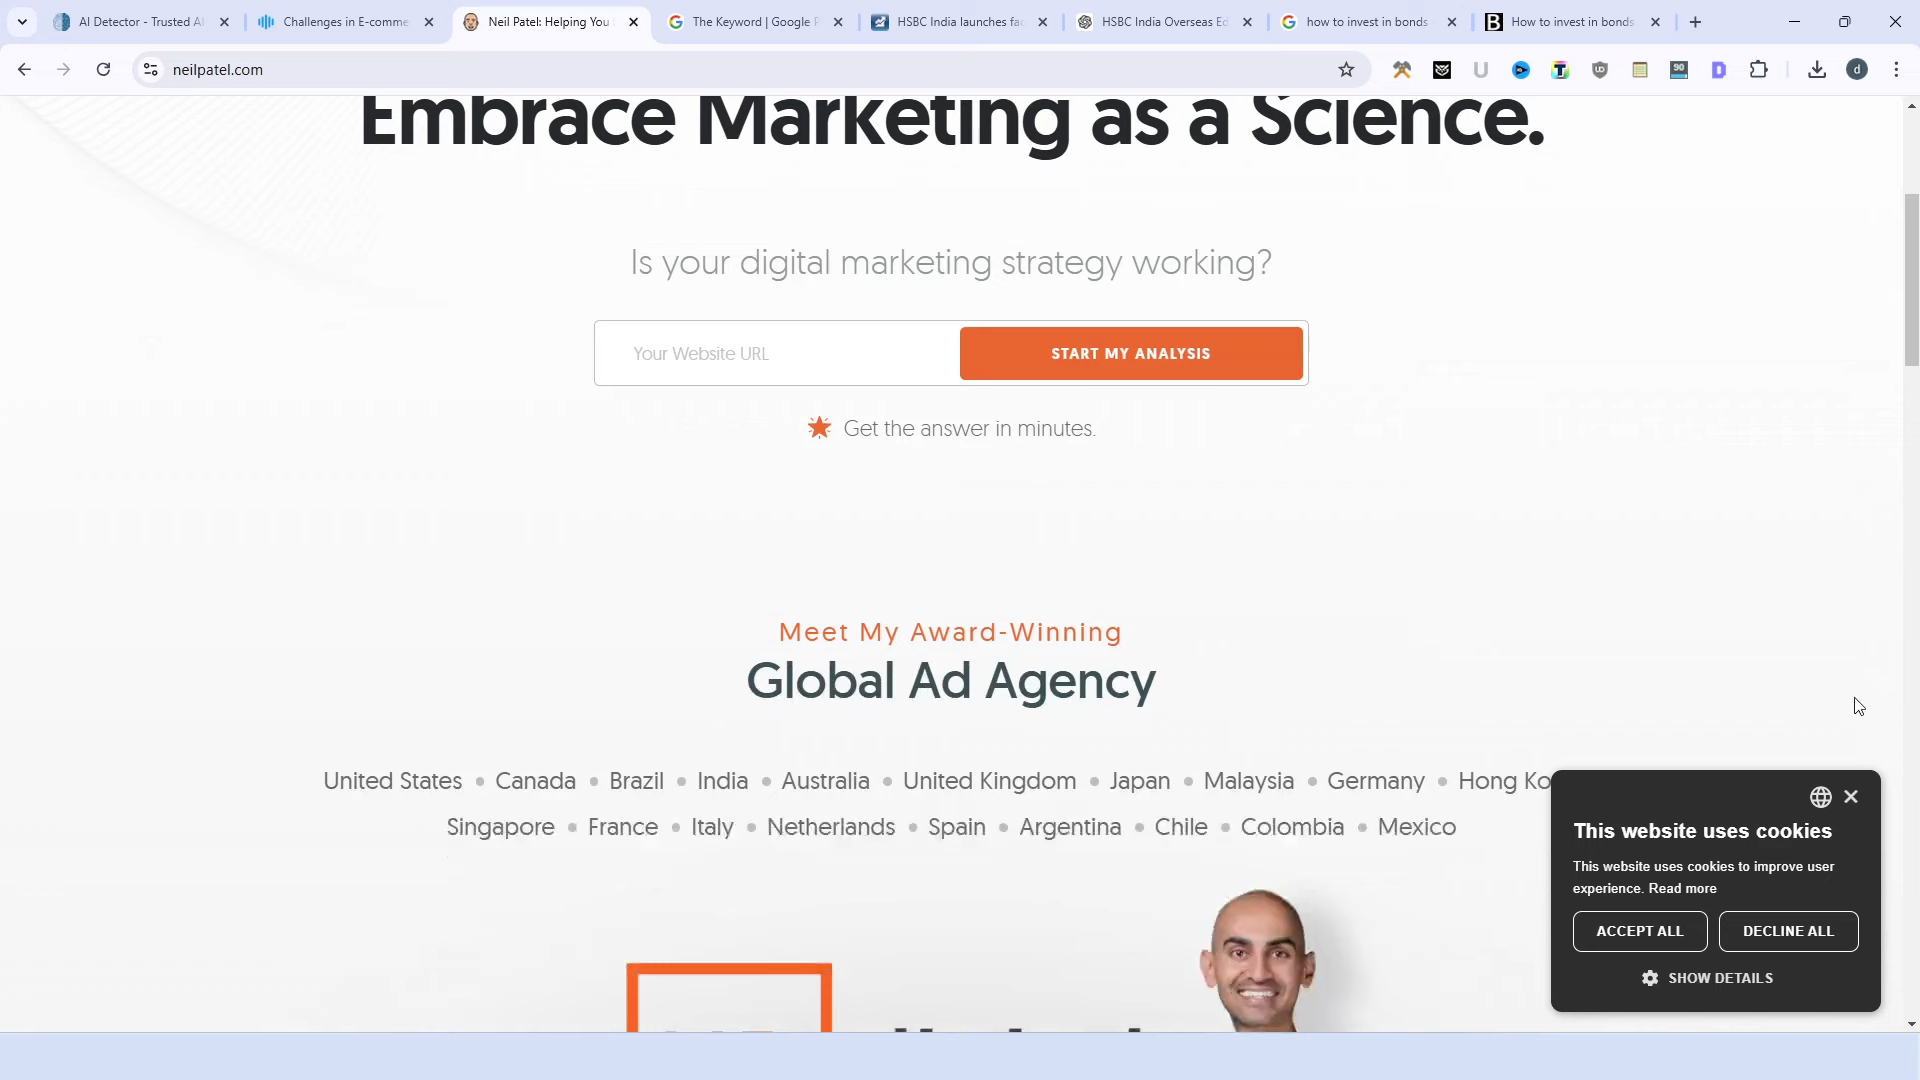 AI Detector - Trusted AI
Challenges in E-comme
Neil Patel: Helping You
The Keyword | Google P
HSBC India launches fac
HSBC India Overseas Ed
how to invest in bonds
How to invest in bonds
neilpatel.com
90
d
Embrace Marketing as a Science.
Is your digital marketing strategy working?
Your Website URL
START MY ANALYSIS
Get the answer in minutes.
Meet My Award-Winning
Global Ad Agency
United States • Canada • Brazil • India • Australia • United Kingdom • Japan • Malaysia • Germany • Hong Ko
Singapore • France • Italy • Netherlands • Spain • Argentina • Chile • Colombia • Mexico
This website uses cookies
This website uses cookies to improve user
experience. Read more
ACCEPT ALL
DECLINE ALL
SHOW DETAILS